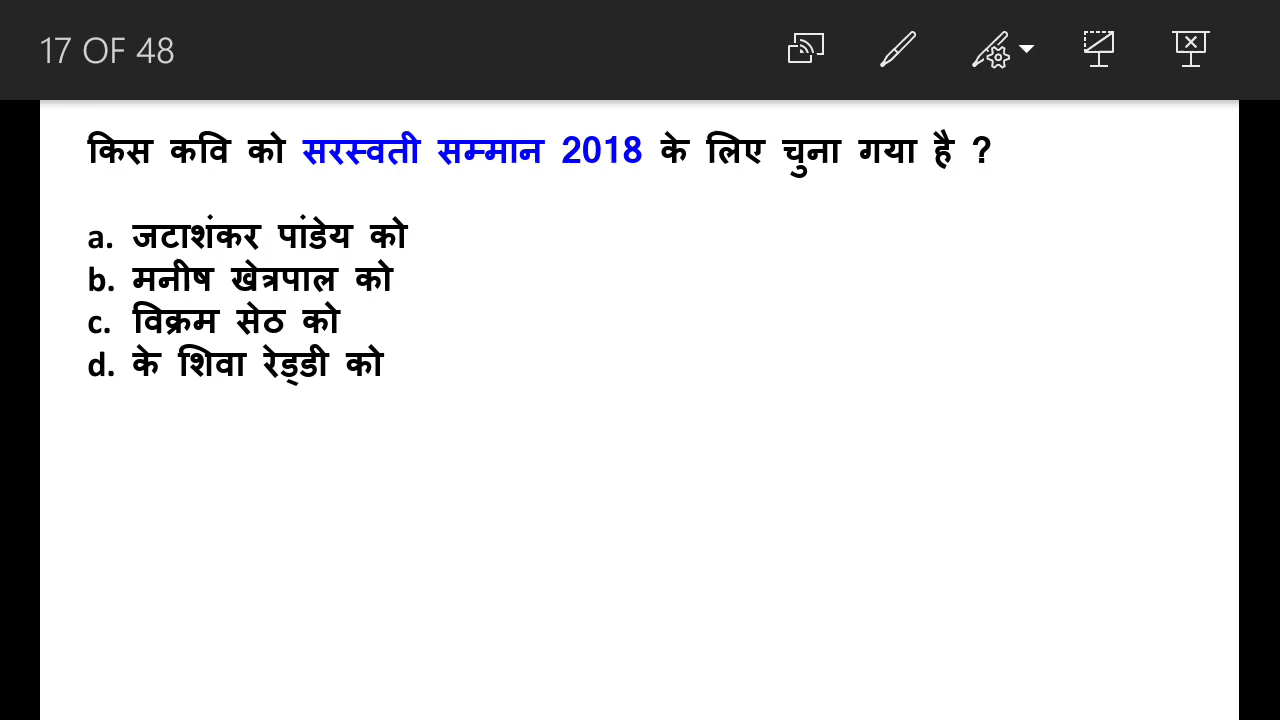 17 OF 48
किस कवि को सरस्वती सम्मान 2018 के लिए चुना गया है ?
a. जटाशंकर पांडेय को
b. मनीष खेत्रपाल को
c. विक्रम सेठ को
d. के शिवा रेड्डी को